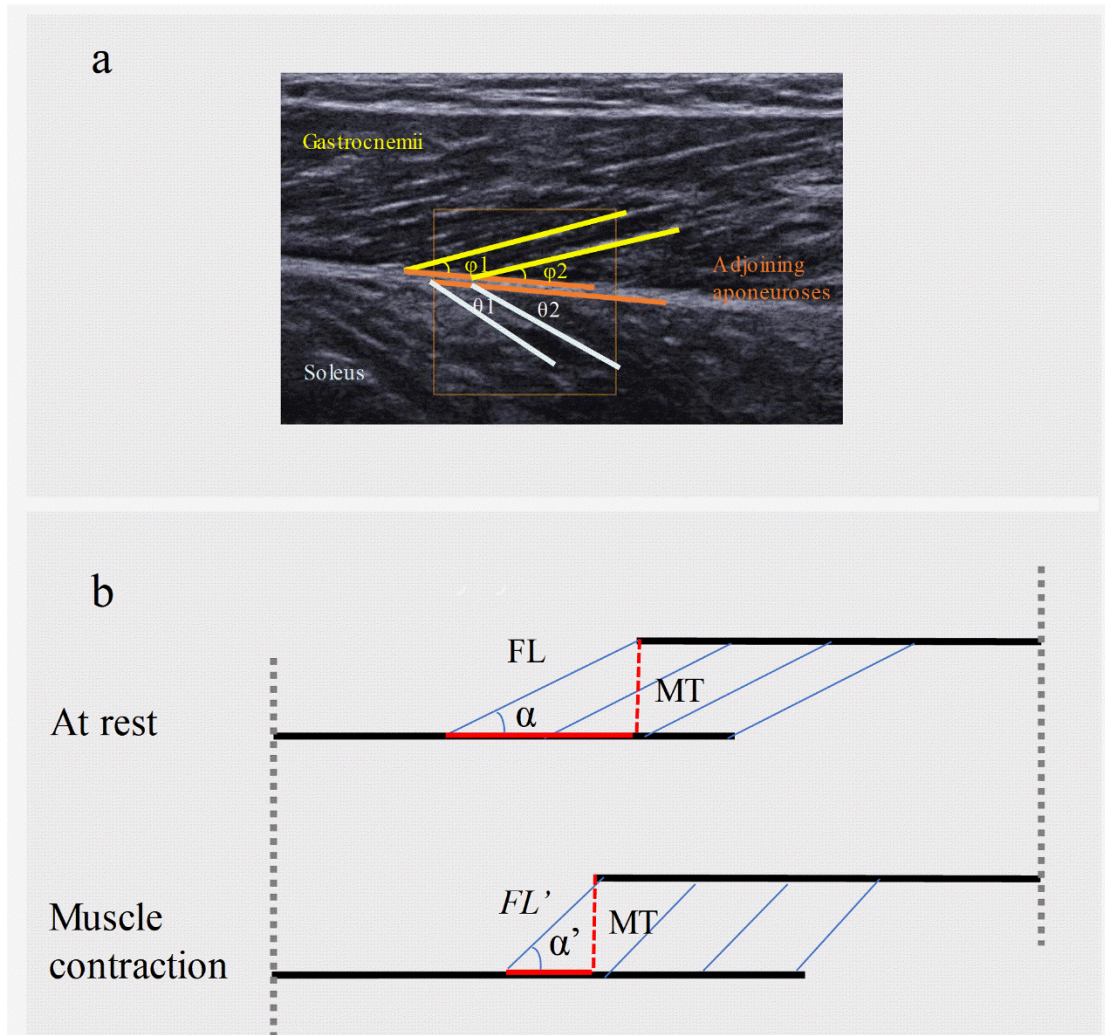 a
Gastrocnemii
φ1
φ2
Adjoining
aponeuroses
θ1
θ2
Soleus
b
FL
MT
At rest
α
FL’
MT
Muscle
contraction
α’